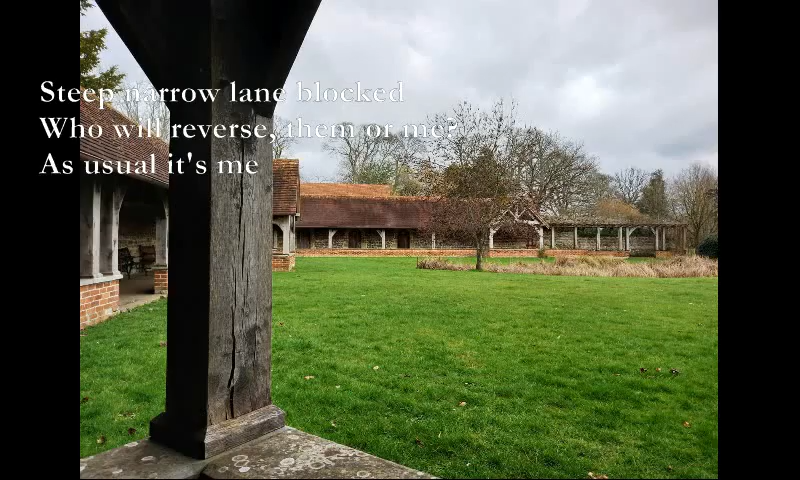 Steep narrow lane blocked
Who will reverse, them or me?
As usual it's me